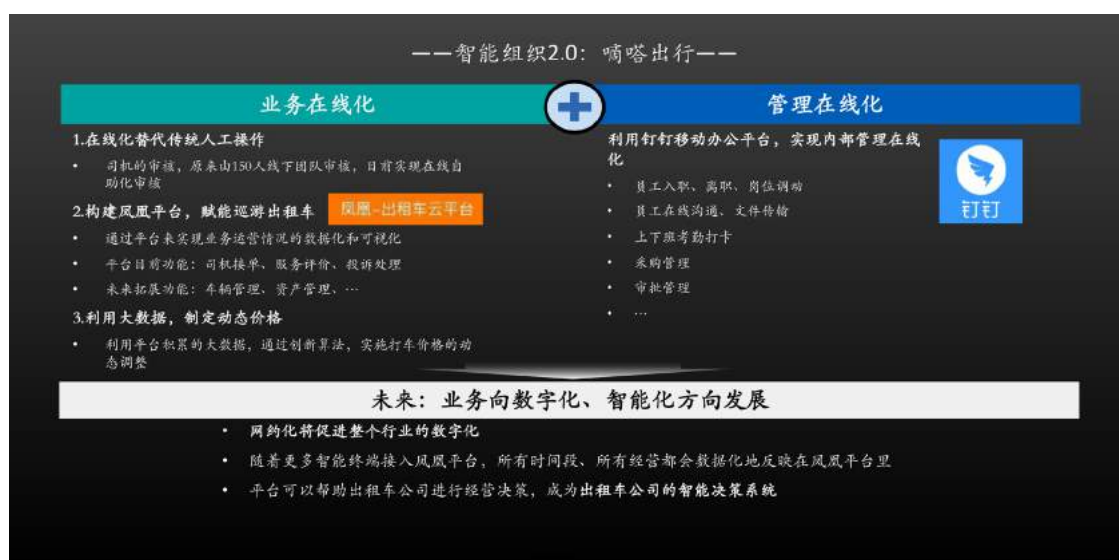 ——智能组织2.0：嘀嗒出行——
业务在线化
1.在线化替代传统人工操作
• 司机的审核，原来由150人线下团队审核，目前实现在线自
动化审核
2.构建凤凰平台，赋能巡游出租车
凤凰-出租车云平台
• 通过平台来实现业务运营情况的数据化和可视化
• 平台目前功能：司机接单、服务评价、投诉处理
• 未来拓展功能：车辆管理、资产管理、…
3.利用大数据，制定动态价格
• 利用平台积累的大数据，通过创新算法，实施打车价格的动
态调整
管理在线化
利用钉钉移动办公平台，实现内部管理在线
化
• 员工入职、离职、岗位调动
• 员工在线沟通、文件传输
• 上下班考勤打卡
• 采购管理
• 审批管理
• …
钉钉
未来：业务向数字化、智能化方向发展
• 网约化将促进整个行业的数字化
• 随着更多智能终端接入凤凰平台，所有时间段、所有经营都会数据化地反映在凤凰平台里
• 平台可以帮助出租车公司进行经营决策，成为出租车公司的智能决策系统